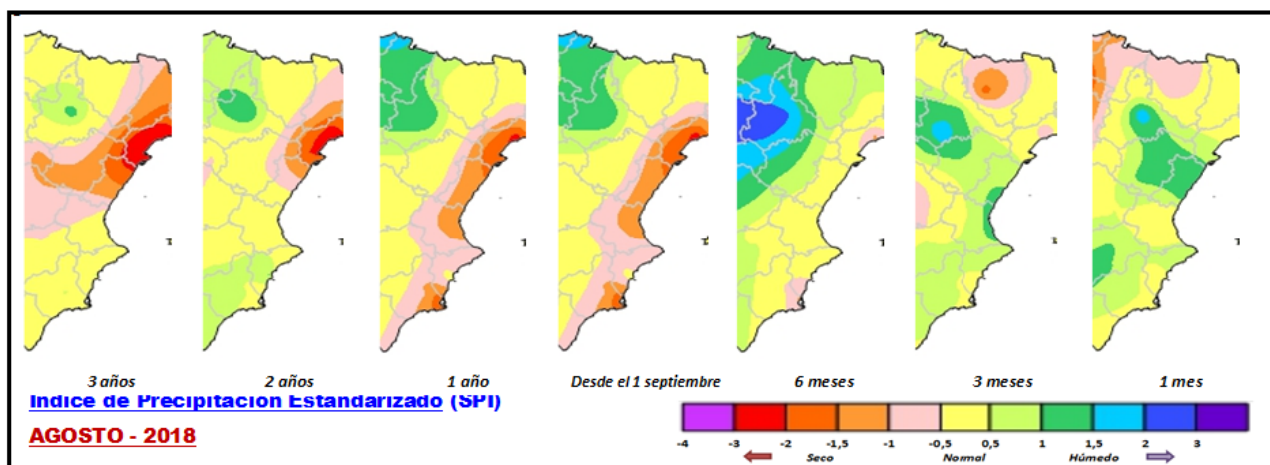 3 años 2 años 1 año Desde el 1 septiembre 6 meses 3 meses 1 mes
Indice de Precipitación Estandarizado (SPI)
AGOSTO - 2018
-4 -3 -2 -1,5 -1 -0,5 0,5 1 1,5 2 3
Seco Normal Húmedo